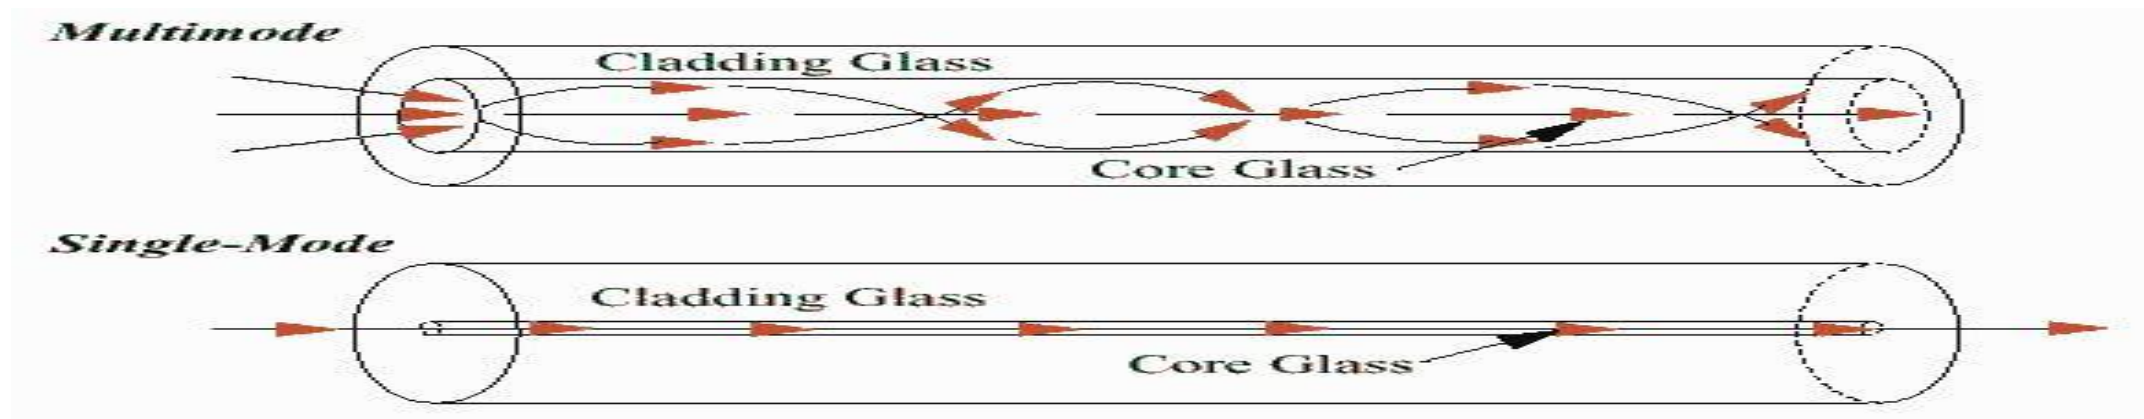 Multimode
Cladding Glass
Core Glass
Single-Mode
Cladding Glass
Core Glass